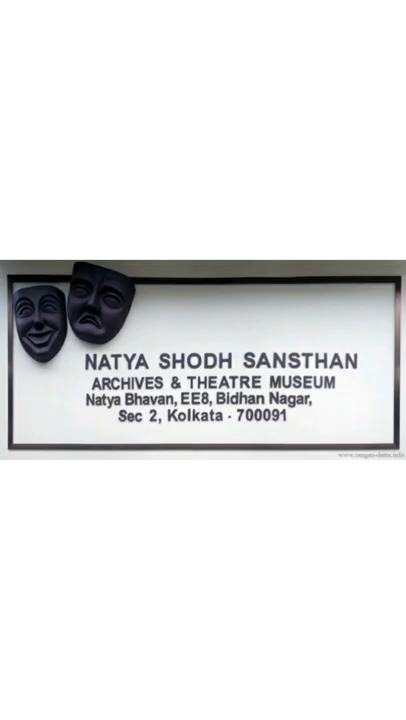 NATYA SHODH SANSTHAN
ARCHIVES & THEATRE MUSEUM
Natya Bhavan, EE8, Bidhan Nagar,
Sec 2, Kolkata - 700091